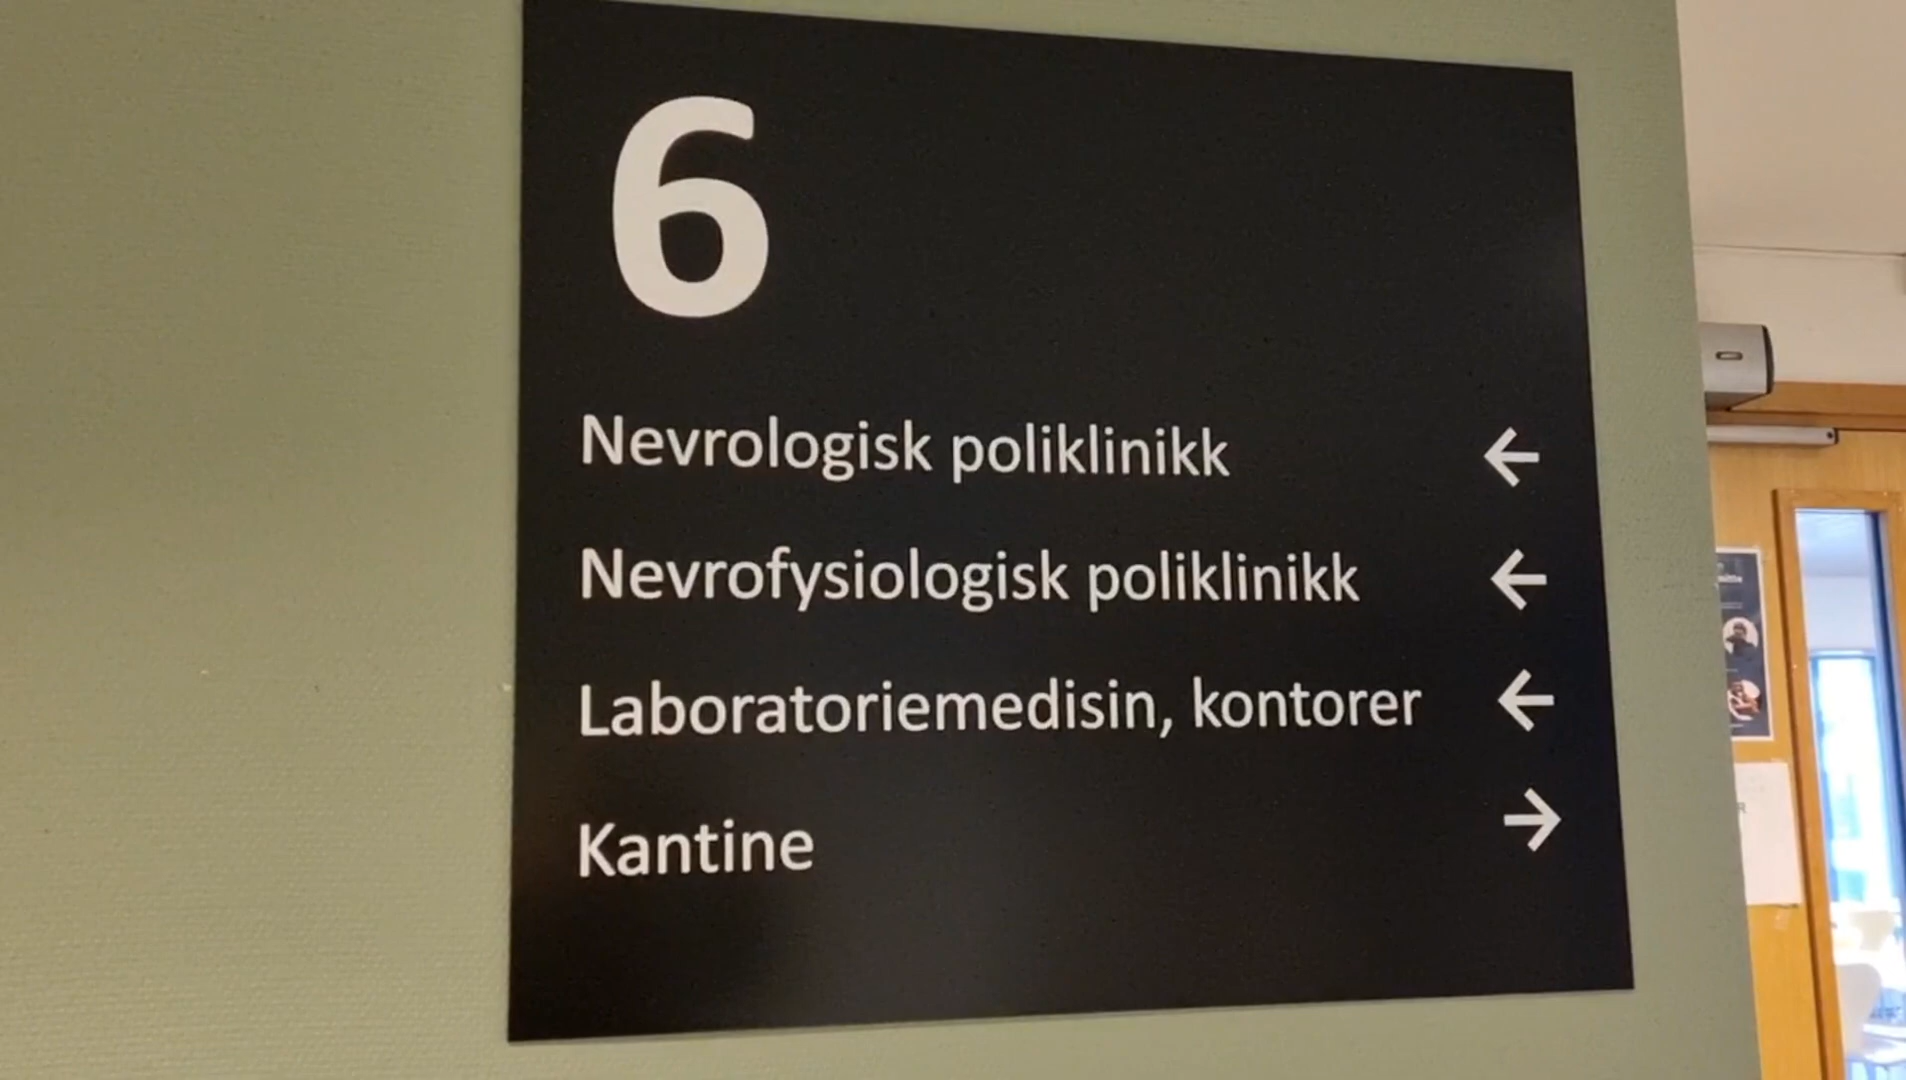 6
Nevrologisk poliklinikk ←
Nevrofysiologisk poliklinikk ←
Laboratoriemedisin, kontorer ←
Kantine →